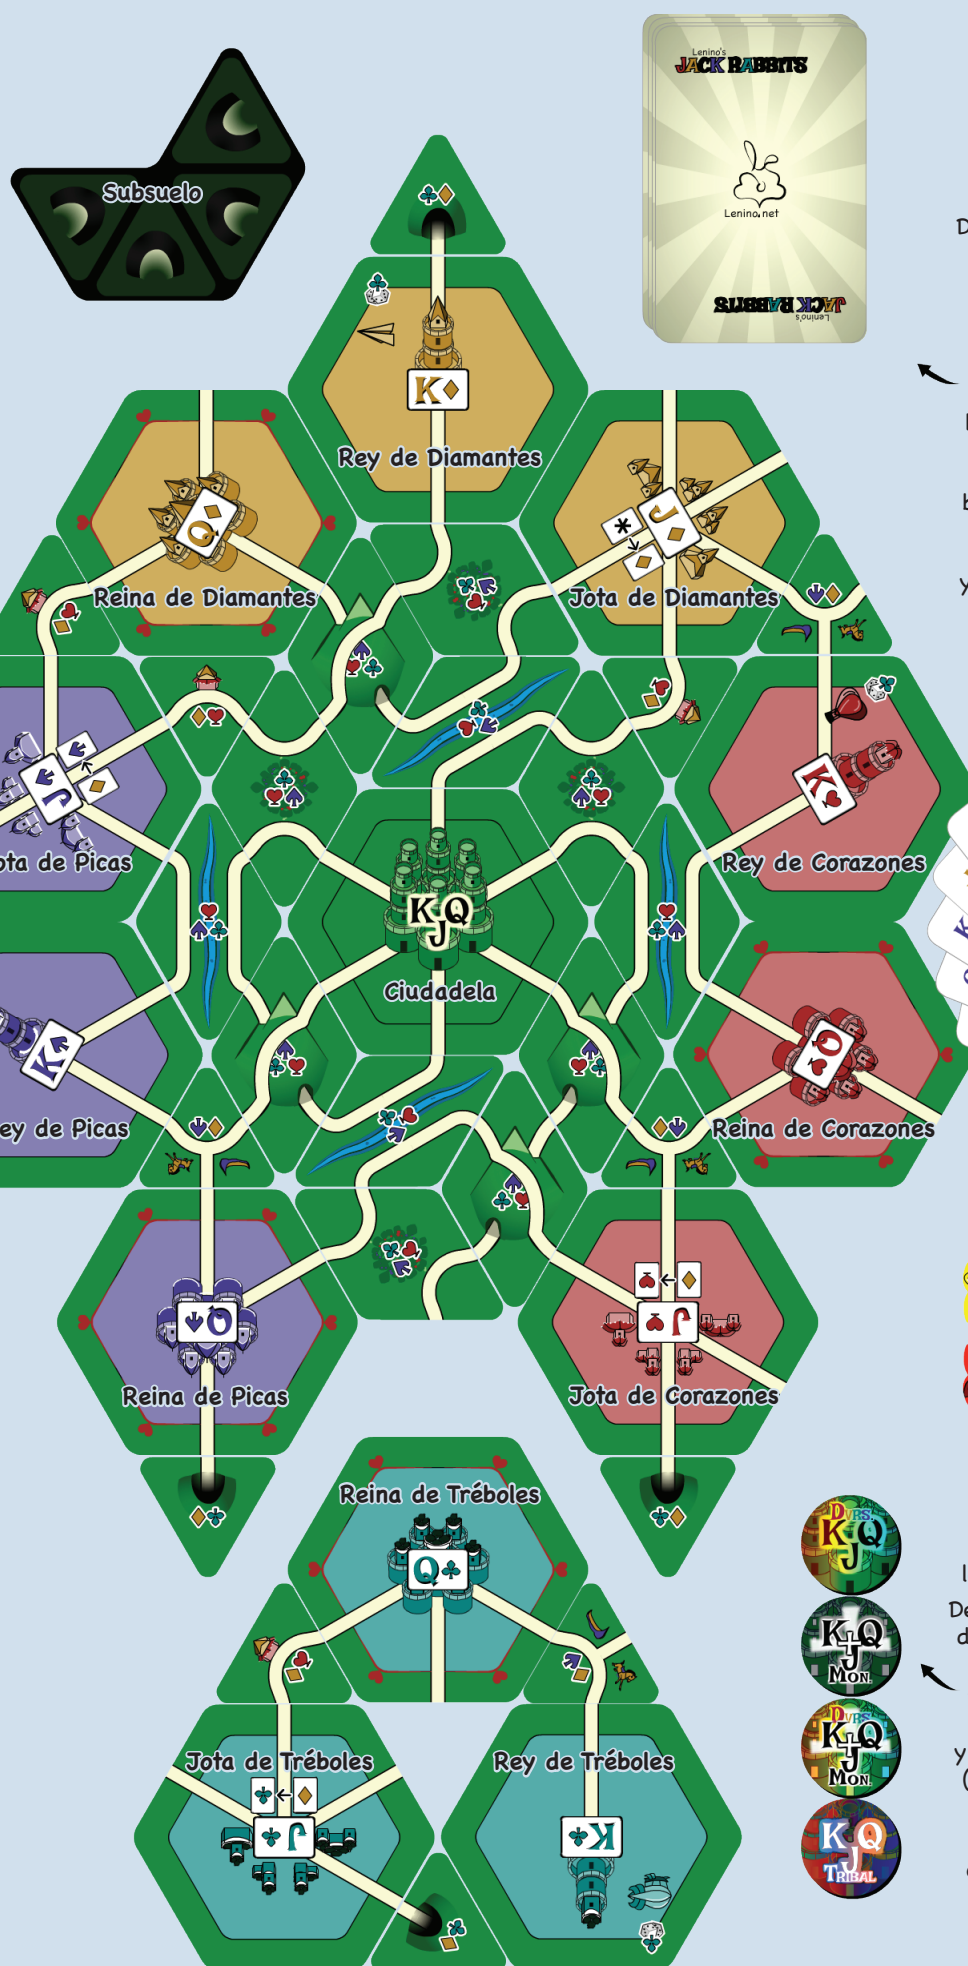 Lenino's
JACK RABBITS
Subsuelo
Lenino.net
JACK RABBITS
Lenino's
K
Rey de Diamantes
Q
J
*
Reina de Diamantes
Jota de Diamantes
J
K
ota de Picas
Rey de Corazones
K Q
J
Ciudadela
K
Q
ey de Picas
Reina de Corazones
Q
J
Reina de Picas
Jota de Corazones
Reina de Tréboles
Q
DVRS.
K Q
J
K Q
J
MON.
Jota de Tréboles
Rey de Tréboles
DVRS.
K Q
J
MON.
J
K
K Q
J
TRIBAL